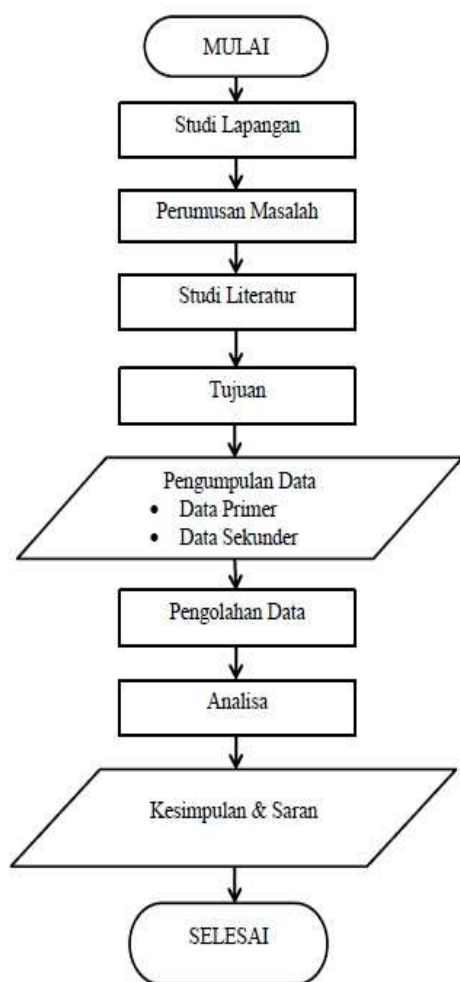 MULAI
Studi Lapangan
Perumusan Masalah
Studi Literatur
Tujuan
Pengumpulan Data
• Data Primer
• Data Sekunder
Pengolahan Data
Analisa
Kesimpulan & Saran
SELESAI